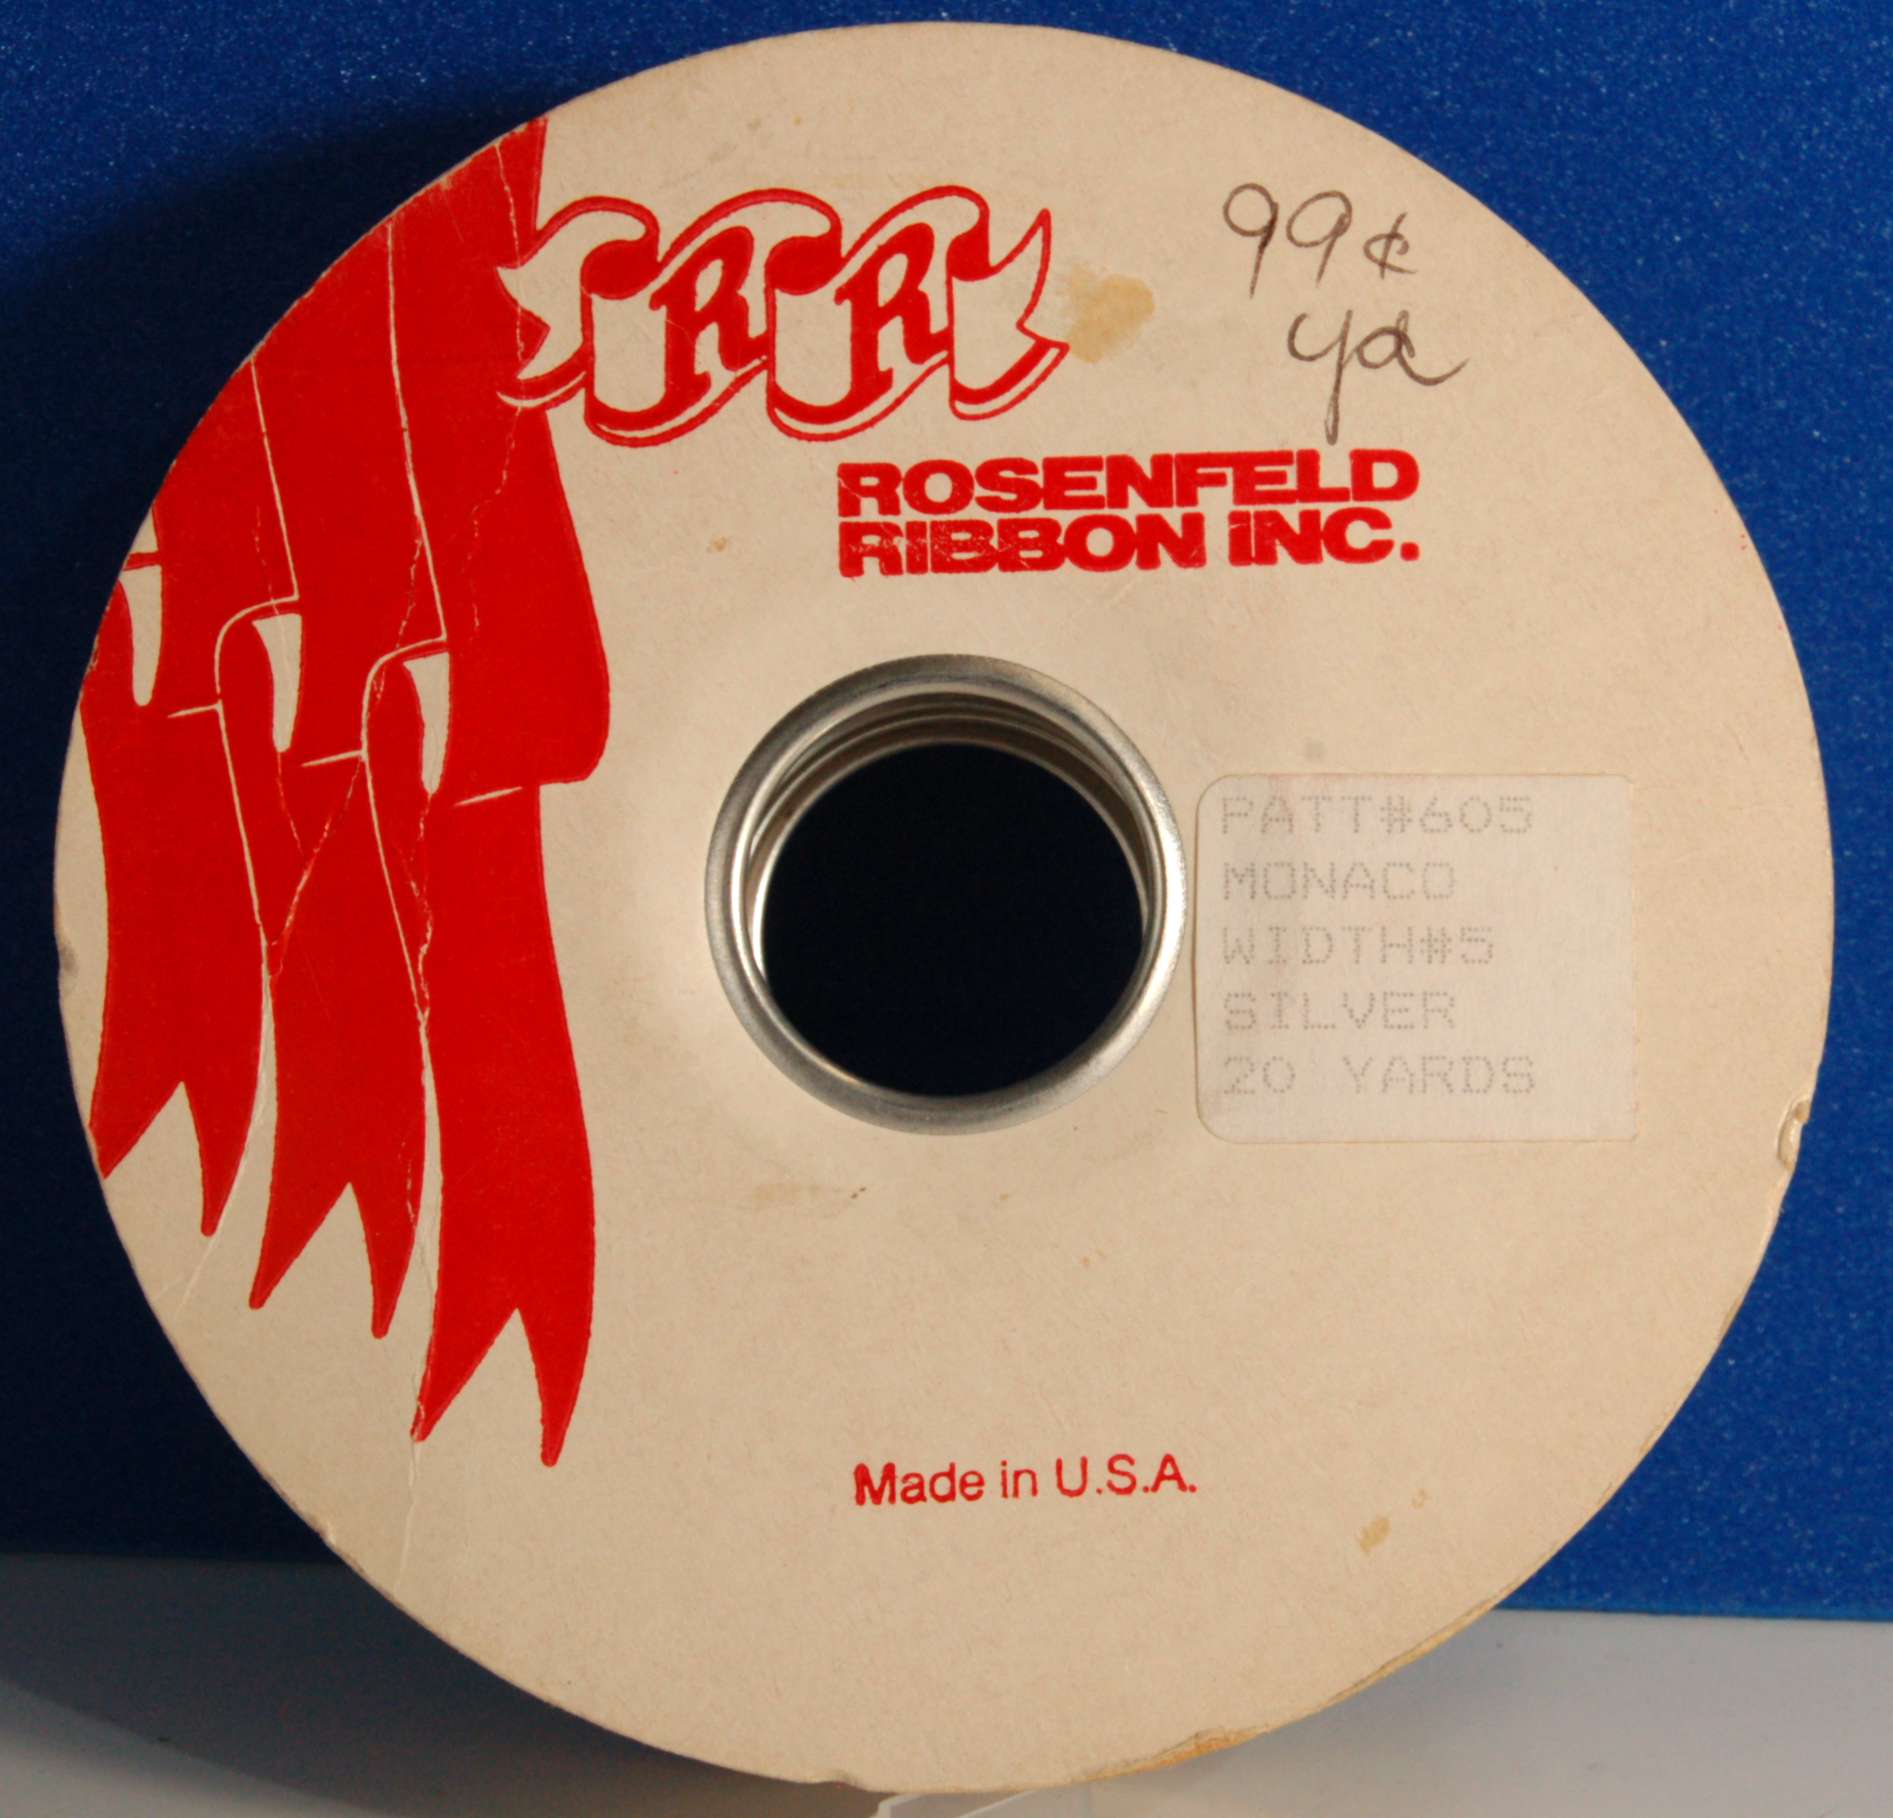 RR
99¢
yd
ROSENFELD
RIBBON INC.
PATT#605
MONACO
WIDTH#5
SILVER
20 YARDS
Made in U.S.A.